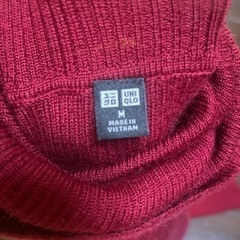 ユニ UNI
クロ QLO
M
MADE IN
VIETNAM